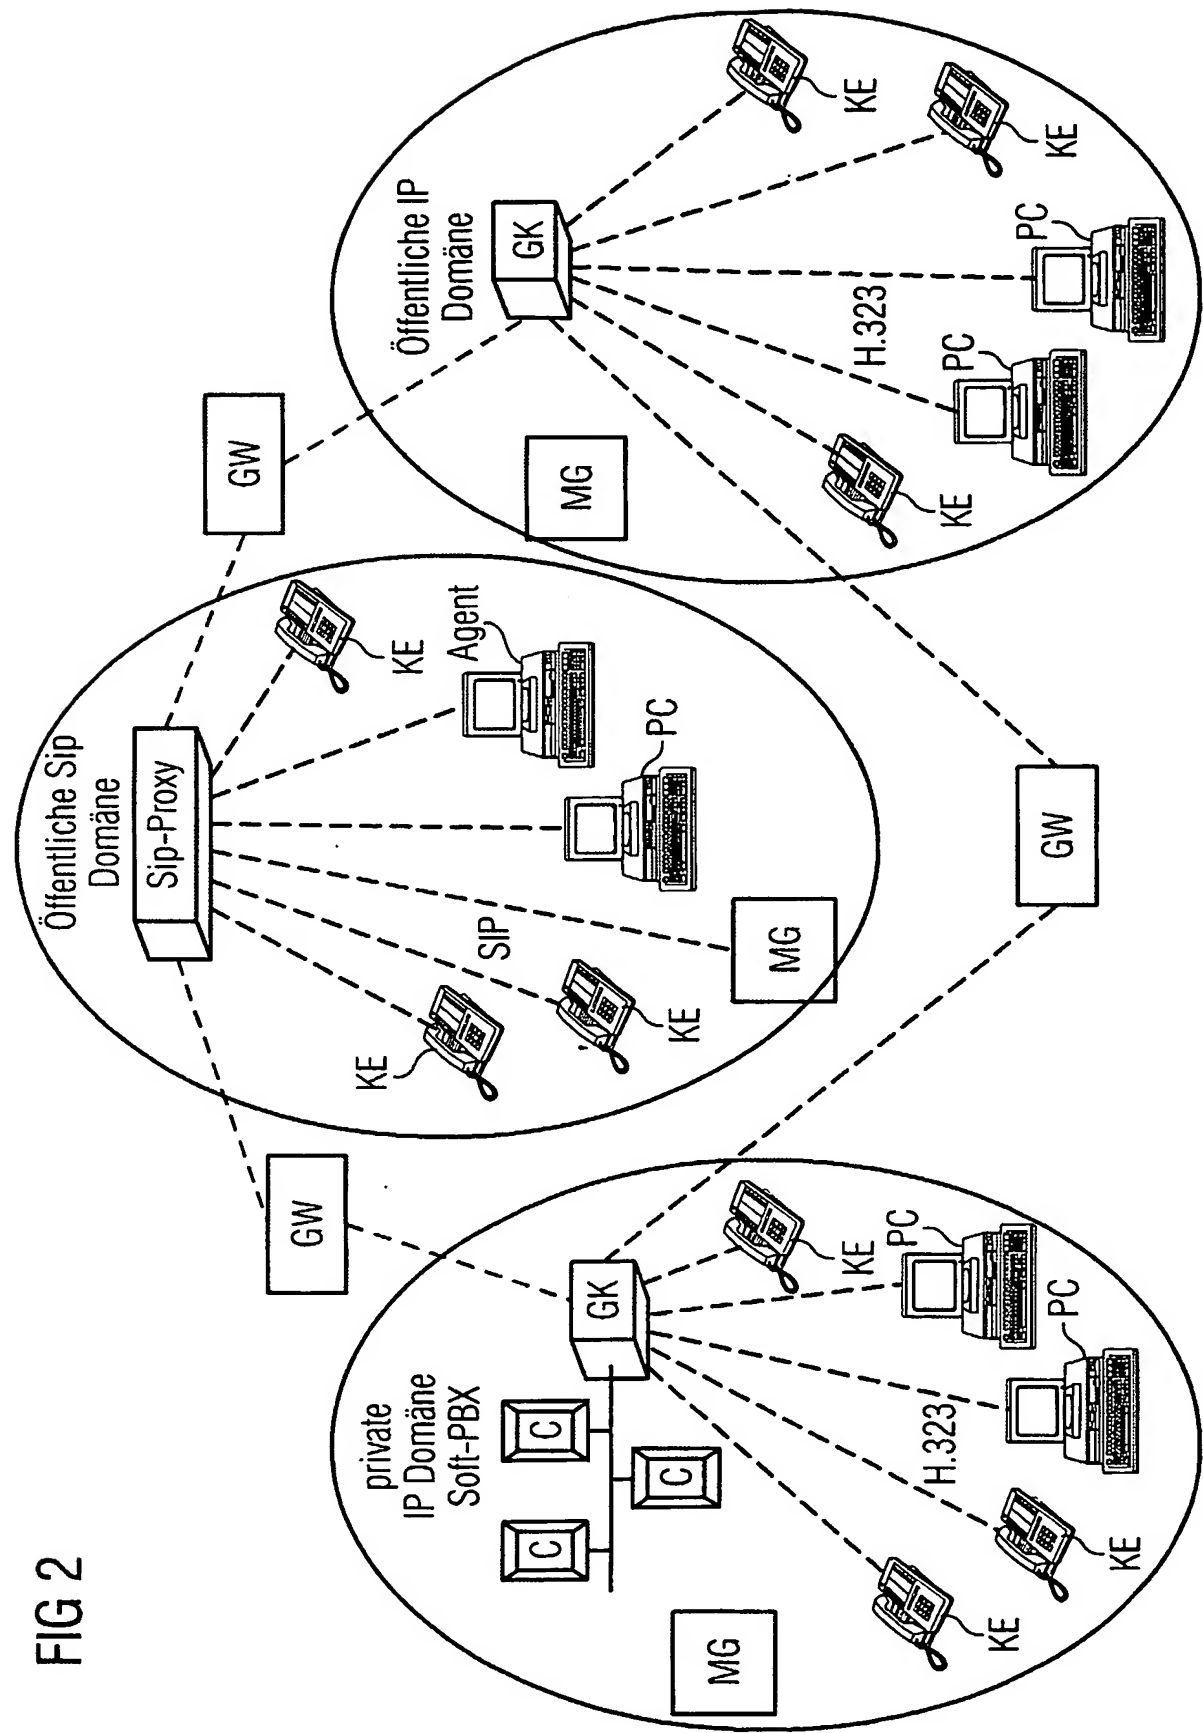 FIG 2
private
IP Domäne
Soft-PBX
C
C
C
GK
MG
KE
KE
H.323
PC
PC
KE
GW
Öffentliche Sip
Domäne
Sip-Proxy
KE
KE
SIP
MG
PC
Agent
KE
GW
GW
Öffentliche IP
Domäne
GK
MG
KE
PC
H.323
PC
KE
KE
GW